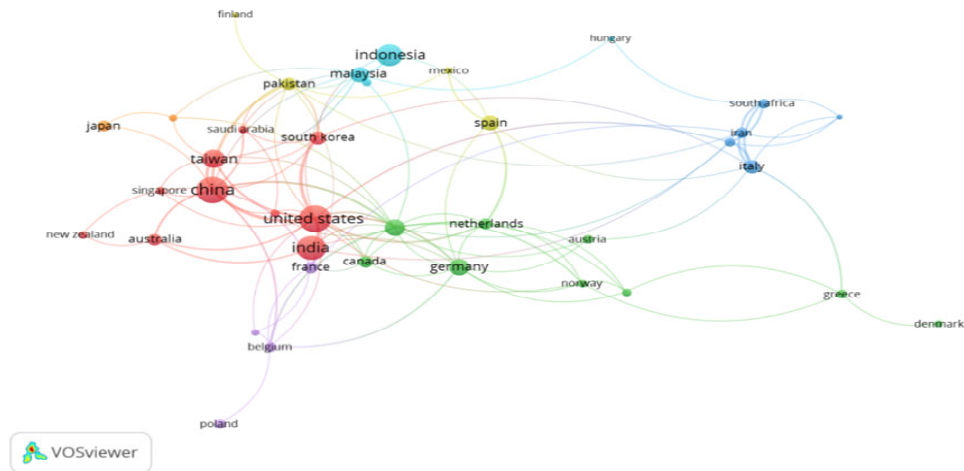 finland
hungary
indonesia
malaysia
mexico
pakistan
south africa
japan
saudi arabia
south korea
spain
iran
taiwan
italy
singapore
china
united states
netherlands
new zealand
australia
india
austria
france
canada
germany
norway
greece
denmark
belgium
poland
VOSviewer